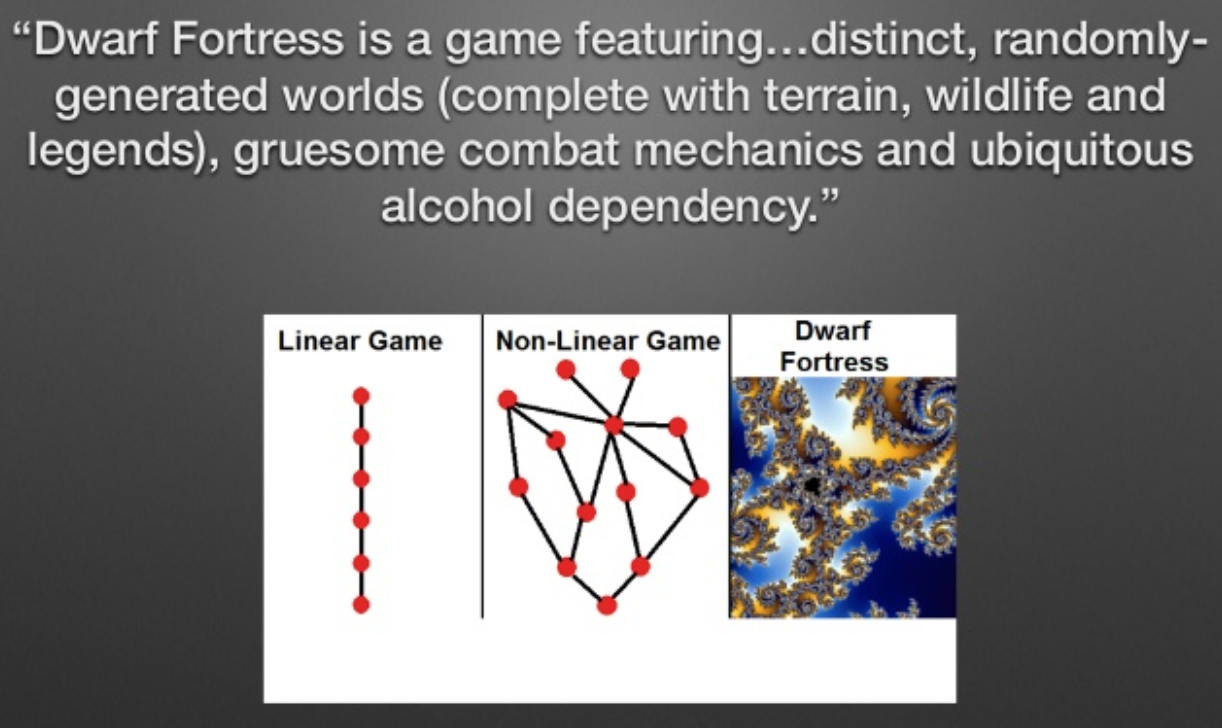 “Dwarf Fortress is a game featuring...distinct, randomly-
generated worlds (complete with terrain, wildlife and
legends), gruesome combat mechanics and ubiquitous
alcohol dependency.”
Linear Game
Non-Linear Game
Dwarf
Fortress